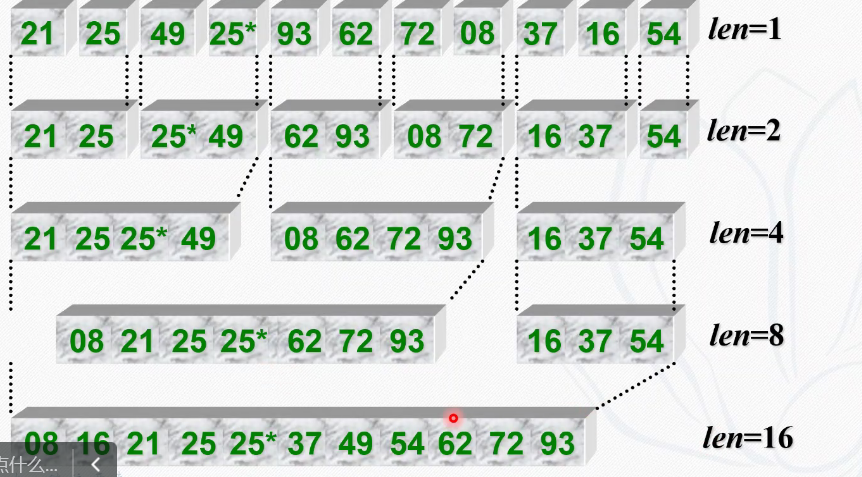 21 25 49 25* 93 62 72 08 37 16 54 len=1
21 25 25* 49 62 93 08 72 16 37 54 len=2
21 25 25* 49 08 62 72 93 16 37 54 len=4
08 21 25 25* 62 72 93 16 37 54 len=8
08 16 21 25 25* 37 49 54 62 72 93 len=16
点什么...